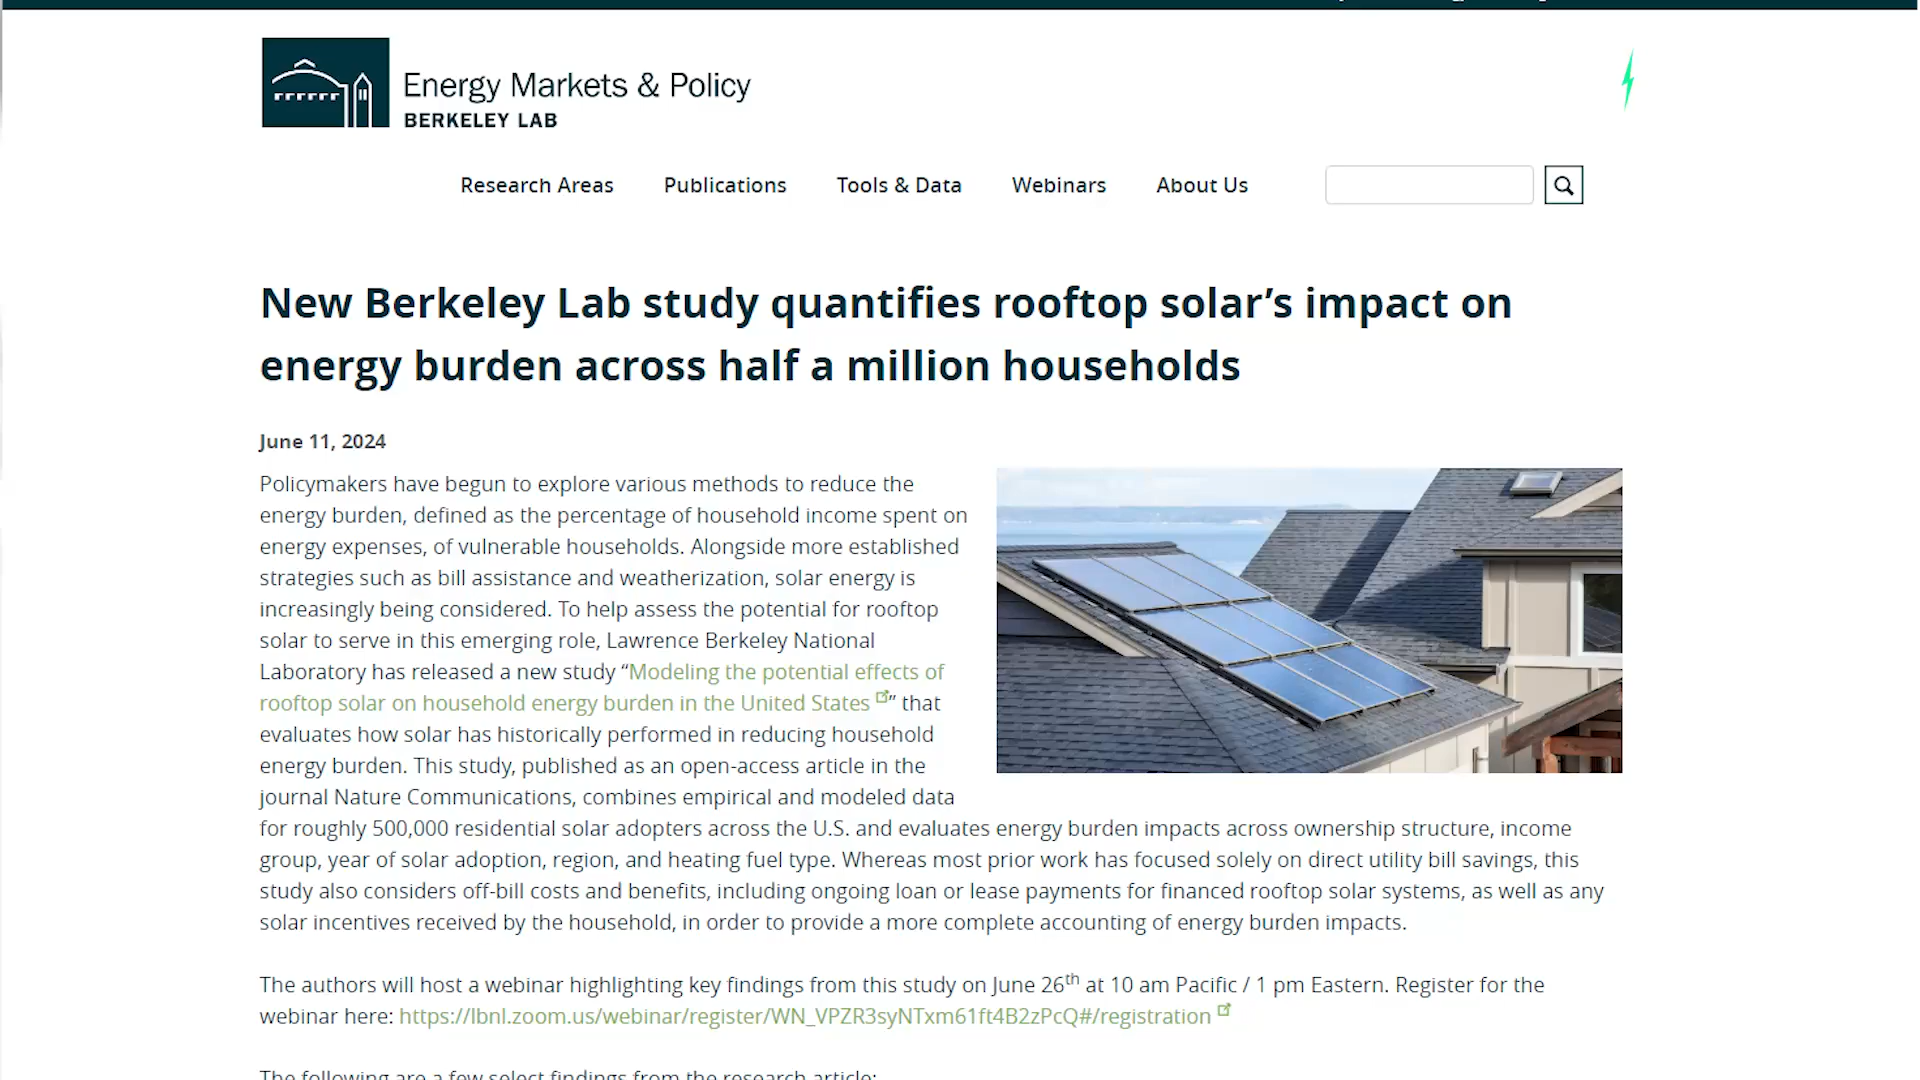 Energy Markets & Policy
BERKELEY LAB
Research Areas
Publications
Tools & Data
Webinars
About Us
New Berkeley Lab study quantifies rooftop solar’s impact on
energy burden across half a million households
June 11, 2024
Policymakers have begun to explore various methods to reduce the
energy burden, defined as the percentage of household income spent on
energy expenses, of vulnerable households. Alongside more established
strategies such as bill assistance and weatherization, solar energy is
increasingly being considered. To help assess the potential for rooftop
solar to serve in this emerging role, Lawrence Berkeley National
Laboratory has released a new study “Modeling the potential effects of
rooftop solar on household energy burden in the United States” that
evaluates how solar has historically performed in reducing household
energy burden. This study, published as an open-access article in the
journal Nature Communications, combines empirical and modeled data
for roughly 500,000 residential solar adopters across the U.S. and evaluates energy burden impacts across ownership structure, income
group, year of solar adoption, region, and heating fuel type. Whereas most prior work has focused solely on direct utility bill savings, this
study also considers off-bill costs and benefits, including ongoing loan or lease payments for financed rooftop solar systems, as well as any
solar incentives received by the household, in order to provide a more complete accounting of energy burden impacts.
The authors will host a webinar highlighting key findings from this study on June 26th at 10 am Pacific / 1 pm Eastern. Register for the
webinar here: https://lbnl.zoom.us/webinar/register/WN_VPZR3syNTxm61ft4B2zPcQ#/registration
The following are a few select findings from the research article: